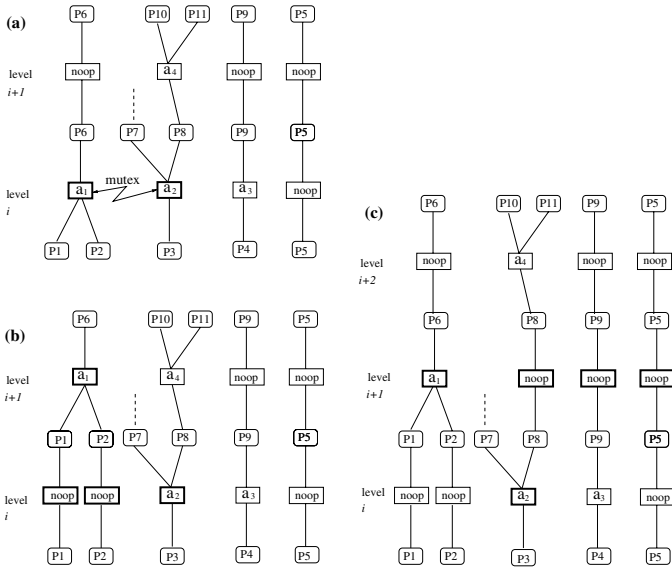 (a)
P6 P10 P11 P9 P5
level i+1 noop a4 noop noop
P6 P7 P8 P9 P5
mutex
level i a1 a2 a3 noop
P1 P2 P3 P4 P5
(b)
P6 P10 P11 P9 P5
level i+1 a1 a4 noop noop
P1 P2 P7 P8 P9 P5
level i noop noop a2 a3 noop
P1 P2 P3 P4 P5
(c)
P6 P10 P11 P9 P5
level i+2 noop a4 noop noop
P6 P8 P9 P5
level i+1 a1 noop noop noop
P1 P2 P7 P8 P9 P5
level i noop noop a2 a3 noop
P1 P2 P3 P4 P5